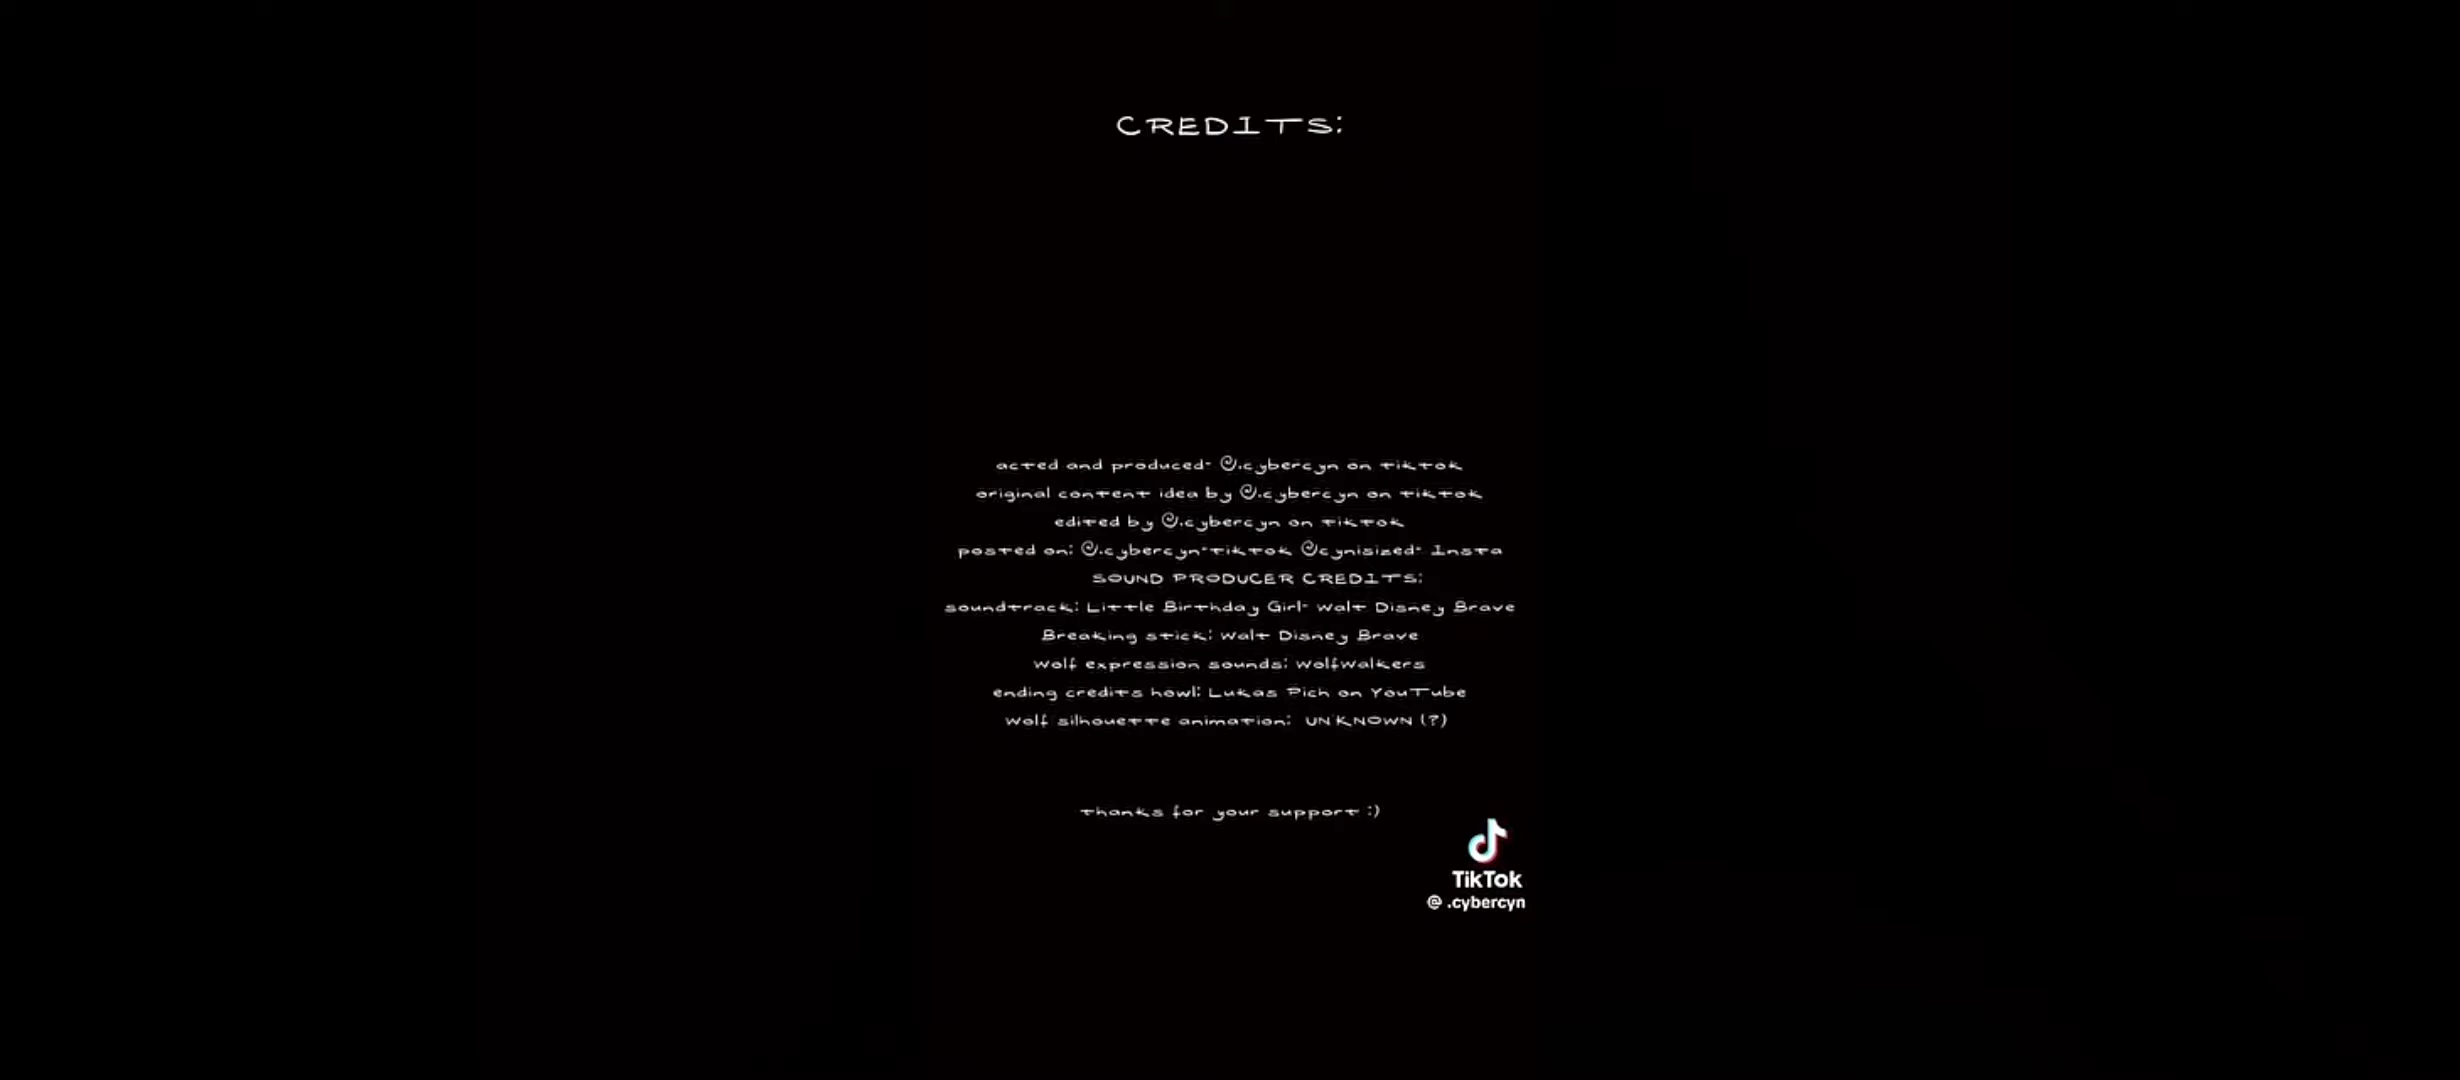 CREDITS:
acted and produced- @.cybercyn on tiktok
original content idea by @.cybercyn on tiktok
edited by @.cybercyn on tiktok
posted on: @.cybercyn-tiktok @cynisized- Insta
SOUND PRODUCER CREDITS:
soundtrack: Little Birthday Girl- Walt Disney Brave
Breaking stick: Walt Disney Brave
Wolf expression sounds: WolfWalkers
ending credits howl: Lukas Pich on YouTube
Wolf silhouette animation: UNKNOWN (?)
thanks for your support :)
TikTok
@ .cybercyn